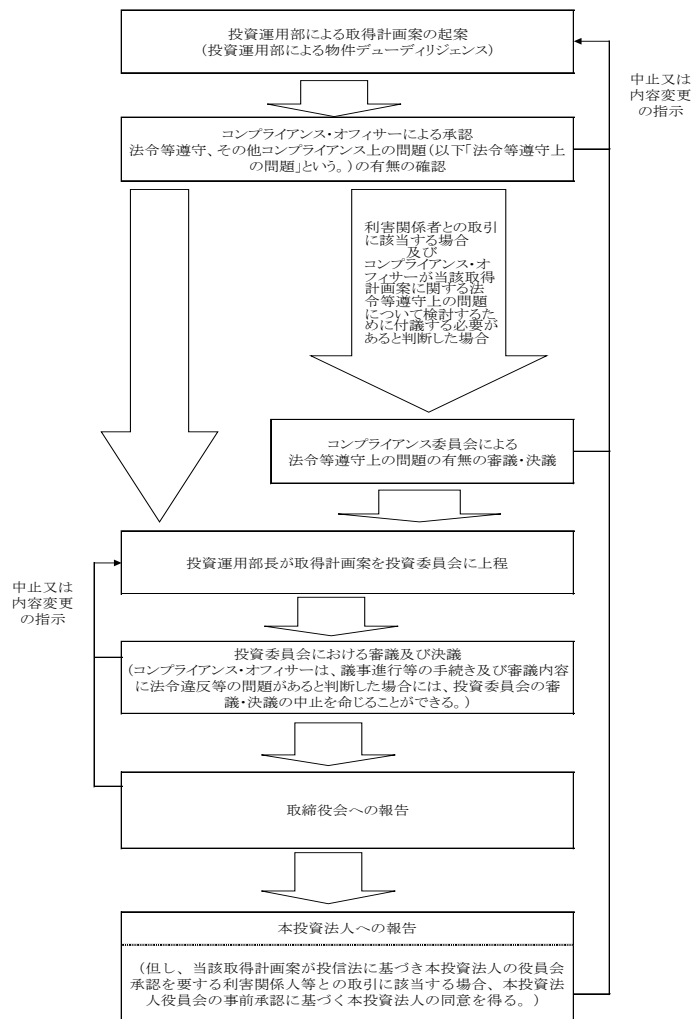 投資運用部による取得計画案の起案
(投資運用部による物件デューディリジェンス)
中止又は
内容変更
の指示
コンプライアンス・オフィサーによる承認
法令等遵守、その他コンプライアンス上の問題(以下「法令等遵守上
の問題」という。)の有無の確認
利害関係者との取引
に該当する場合
及び
コンプライアンス・オ
フィサーが当該取得
計画案に関する法
令等遵守上の問題
について検討するた
めに付議する必要が
あると判断した場合
コンプライアンス委員会による
法令等遵守上の問題の有無の審議・決議
投資運用部長が取得計画案を投資委員会に上程
中止又は
内容変更
の指示
投資委員会における審議及び決議
(コンプライアンス・オフィサーは、議事進行等の手続き及び審議内容
に法令違反等の問題があると判断した場合には、投資委員会の審
議・決議の中止を命じることができる。)
取締役会への報告
本投資法人への報告
(但し、当該取得計画案が投信法に基づき本投資法人の役員会
承認を要する利害関係人等との取引に該当する場合、本投資法
人役員会の事前承認に基づく本投資法人の同意を得る。)